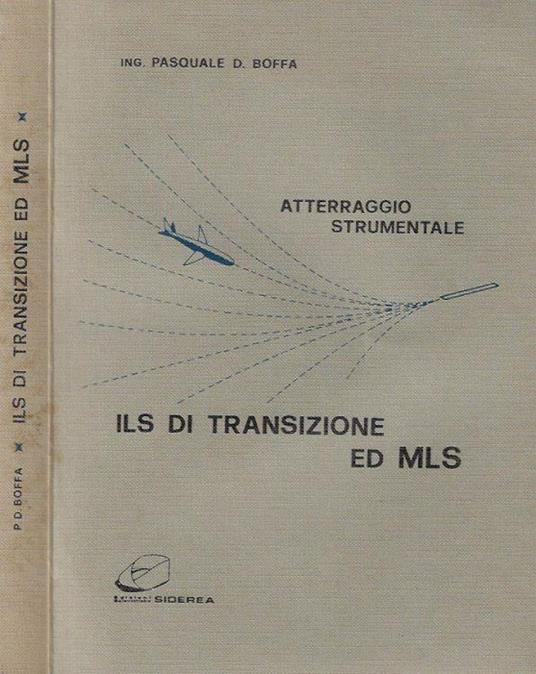 P. D. BOFFA * ILS DI TRANSIZIONE ED MLS *
ING. PASQUALE D. BOFFA
ATTERRAGGIO
STRUMENTALE
ILS DI TRANSIZIONE
ED MLS
SIDEREA